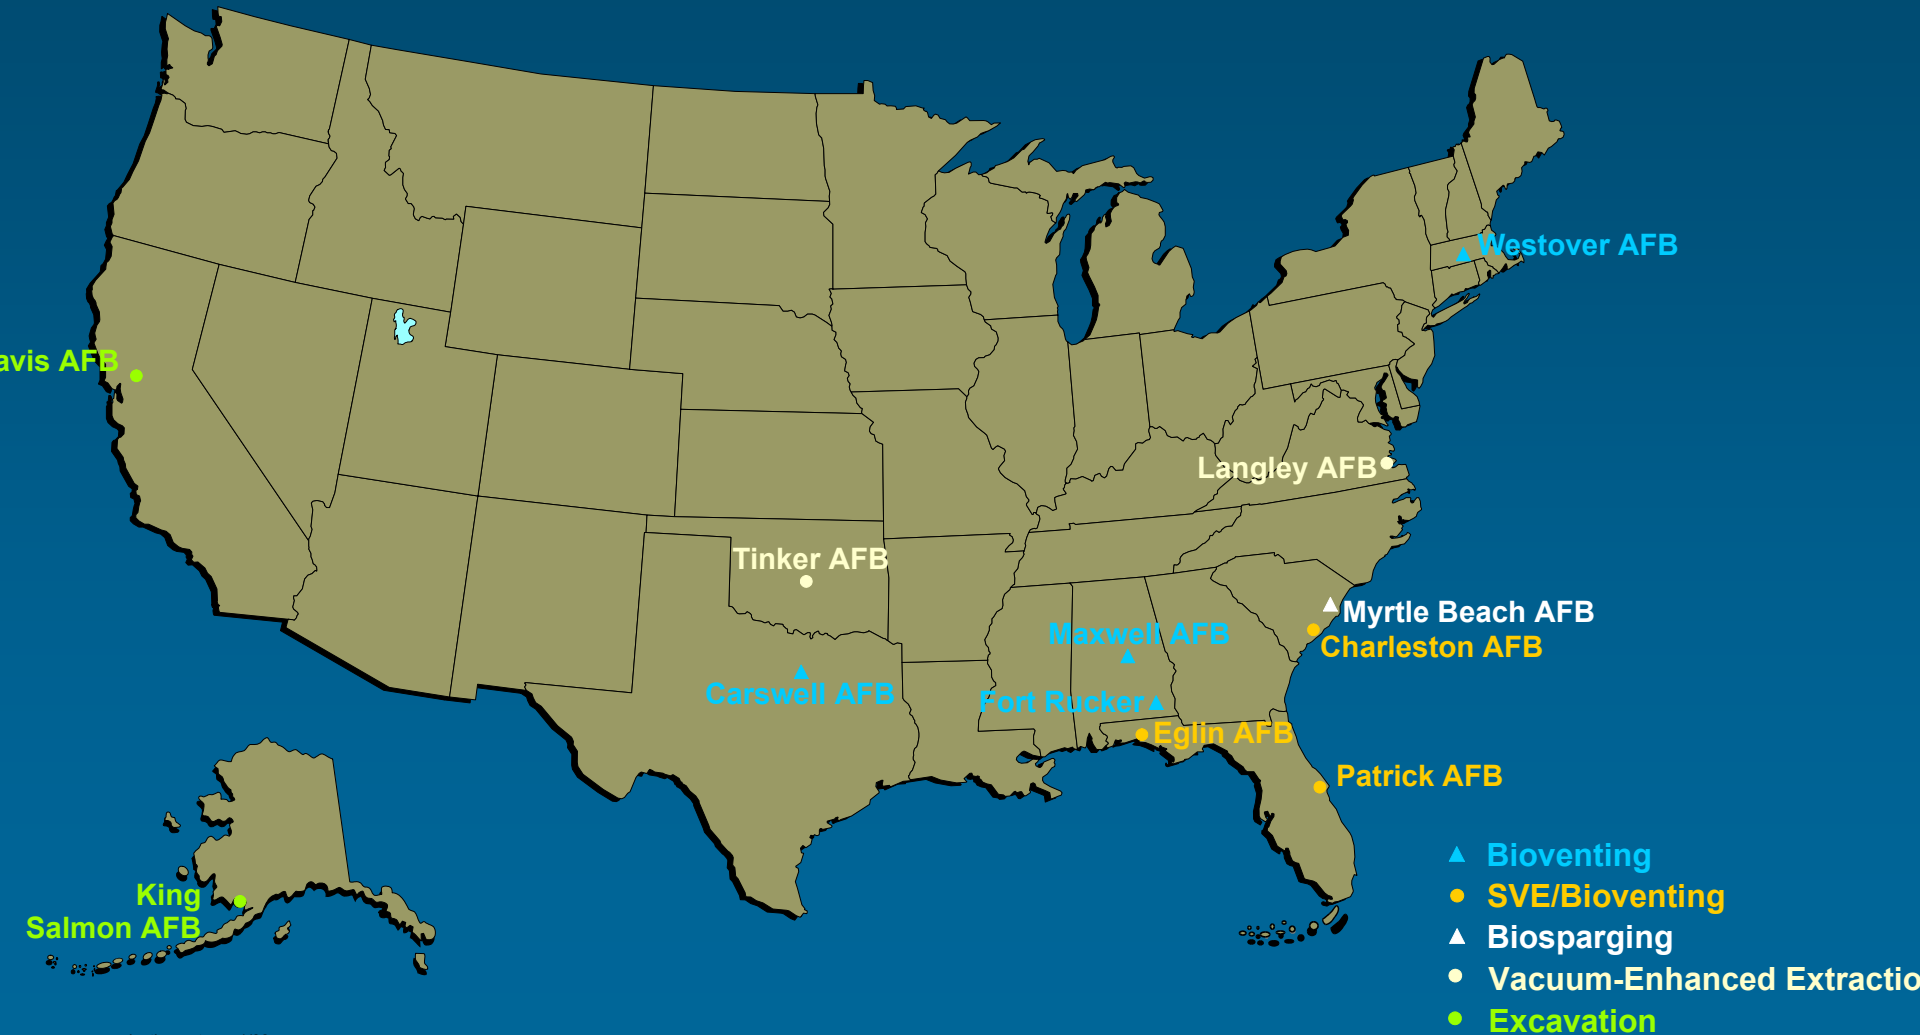 Westover AFB
avis AFB
Langley AFB
Tinker AFB
Myrtle Beach AFB
Maxwell AFB
Charleston AFB
Carswell AFB
Fort Rucker
Eglin AFB
Patrick AFB
Bioventing
King
SVE/Bioventing
Salmon AFB
Biosparging
Vacuum-Enhanced Extractio
Excavation